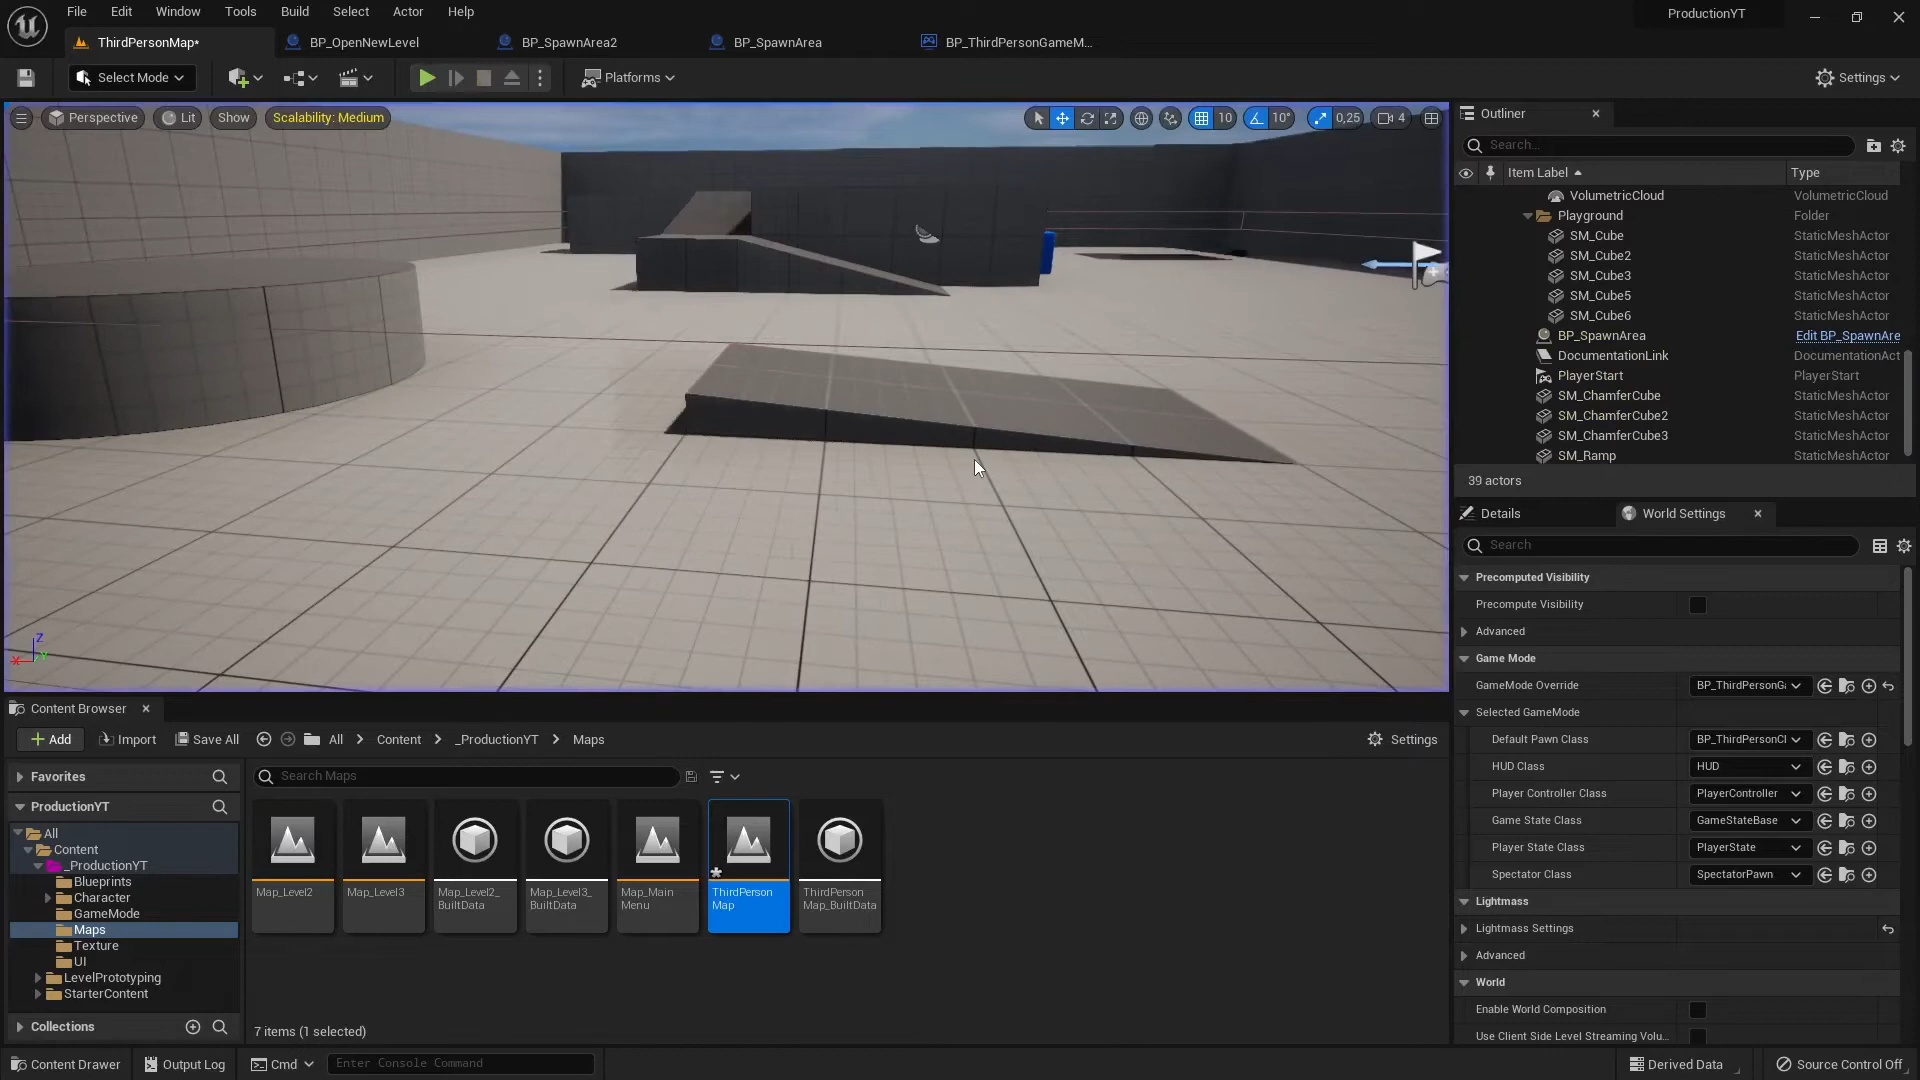 File Edit Window Tools Build Select Actor Help
ProductionYT
ThirdPersonMap* BP_OpenNewLevel BP_SpawnArea2 BP_SpawnArea BP_ThirdPersonGameM...
Select Mode Platforms Settings
Perspective Lit Show Scalability: Medium 10 10° 0,25 4
Z
X Y
Outliner
Search...
Item Label Type
VolumetricCloud VolumetricCloud
Playground Folder
SM_Cube StaticMeshActor
SM_Cube2 StaticMeshActor
SM_Cube3 StaticMeshActor
SM_Cube5 StaticMeshActor
SM_Cube6 StaticMeshActor
BP_SpawnArea Edit BP_SpawnAre
DocumentationLink DocumentationAct
PlayerStart PlayerStart
SM_ChamferCube StaticMeshActor
SM_ChamferCube2 StaticMeshActor
SM_ChamferCube3 StaticMeshActor
SM_Ramp StaticMeshActor
39 actors
Details World Settings
Search
Precomputed Visibility
Precompute Visibility
Advanced
Game Mode
GameMode Override BP_ThirdPersonGa
Selected GameMode
Default Pawn Class BP_ThirdPersonCl
HUD Class HUD
Player Controller Class PlayerController
Game State Class GameStateBase
Player State Class PlayerState
Spectator Class SpectatorPawn
Lightmass
Lightmass Settings
Advanced
World
Enable World Composition
Use Client Side Level Streaming Volu...
Content Browser
Add Import Save All All Content _ProductionYT Maps Settings
Favorites
ProductionYT
All
Content
_ProductionYT
Blueprints
Character
GameMode
Maps
Texture
UI
LevelPrototyping
StarterContent
Collections
Search Maps
Map_Level2
Map_Level3
Map_Level2_
BuiltData
Map_Level3_
BuiltData
Map_Main
Menu
ThirdPerson
Map
ThirdPerson
Map_BuiltData
7 items (1 selected)
Content Drawer Output Log Cmd Enter Console Command Derived Data Source Control Off